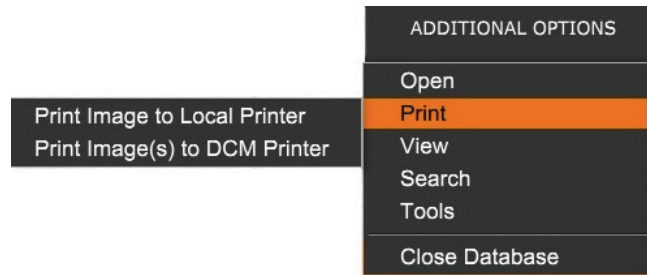 ADDITIONAL OPTIONS
Open
Print
View
Search
Tools
Close Database
Print Image to Local Printer
Print Image(s) to DCM Printer